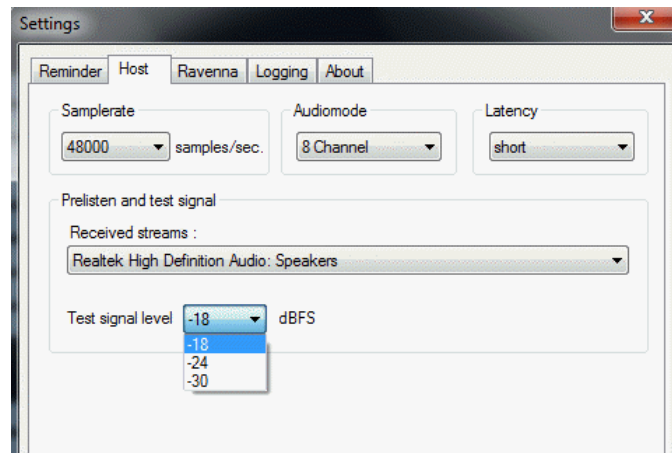 Settings
Reminder Host Ravenna Logging About
Samplerate Audiomode Latency
48000 samples/sec. 8 Channel short
Prelisten and test signal
Received streams :
Realtek High Definition Audio: Speakers
Test signal level -18 dBFS
-18
-24
-30